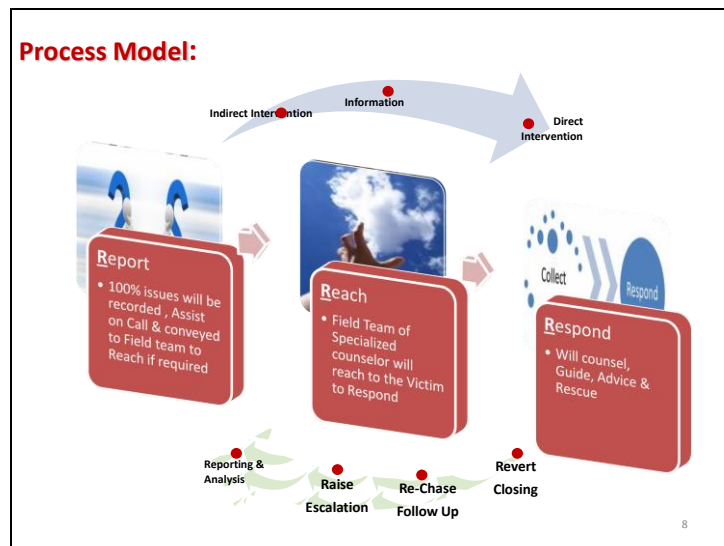 Process Model:
Indirect Intervention
Information
Direct
Intervention
Report
• 100% issues will be
recorded , Assist
on Call & conveyed
to Field team to
Reach if required
Reach
• Field Team of
Specialized
counselor will
reach to the Victim
to Respond
Collect
Respond
Respond
• Will counsel,
Guide, Advice &
Rescue
Reporting &
Analysis
Raise
Escalation
Re-Chase
Follow Up
Revert
Closing
8